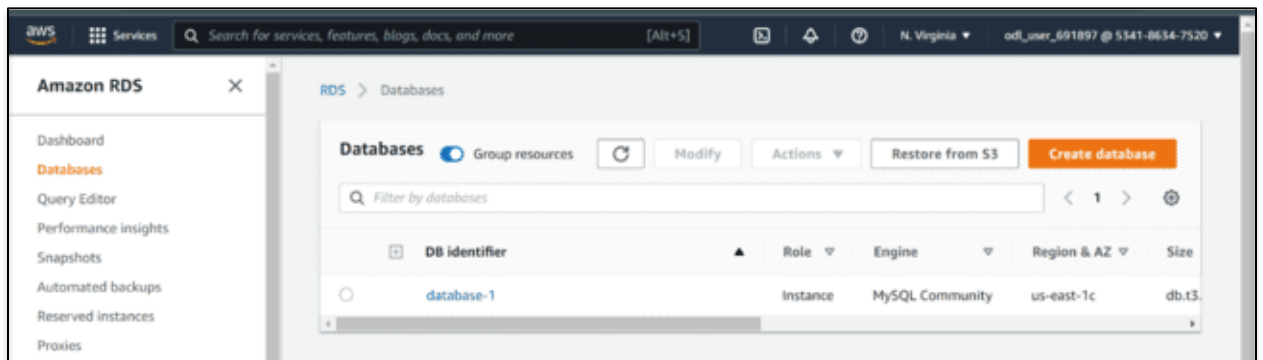 aws Services Search for services, features, blogs, docs, and more [Alt+S] N. Virginia odl_user_691897 @ 5341-8634-7520
Amazon RDS
Dashboard
Databases
Query Editor
Performance insights
Snapshots
Automated backups
Reserved instances
Proxies
RDS > Databases
Databases Group resources Modify Actions Restore from S3 Create database
Filter by databases < 1 >
DB identifier Role Engine Region & AZ Size
database-1 Instance MySQL Community us-east-1c db.t3.